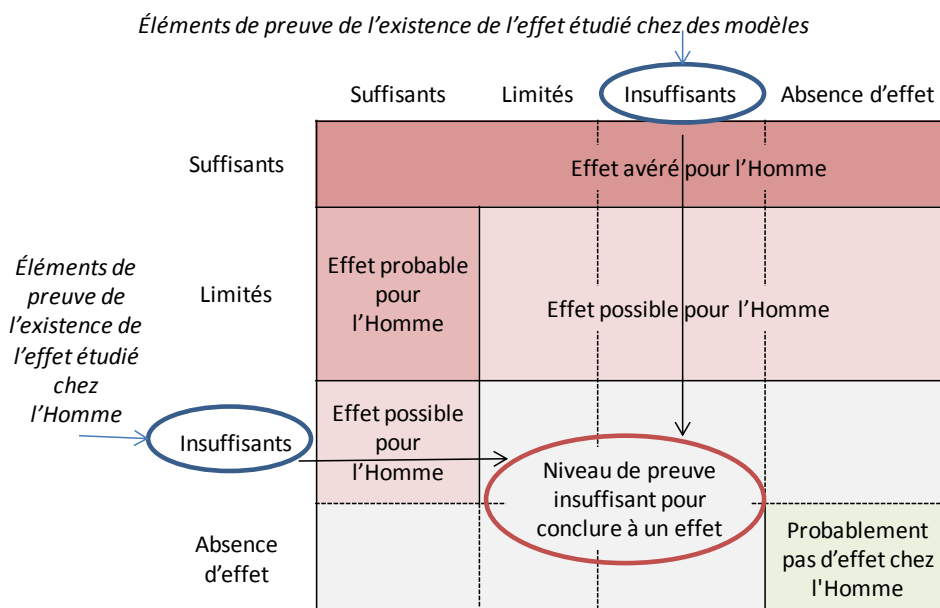 Éléments de preuve de l’existence de l’effet étudié chez des modèles
Suffisants
Limités
Insuffisants
Absence d’effet
Suffisants
Effet avéré pour l’Homme
Éléments de
preuve de
l’existence de
l’effet étudié
chez
l’Homme
Limités
Effet probable
pour
l’Homme
Effet possible pour l’Homme
Insuffisants
Effet possible
pour
l’Homme
Niveau de preuve
insuffisant pour
conclure à un effet
Absence
d’effet
Probablement
pas d’effet chez
l'Homme